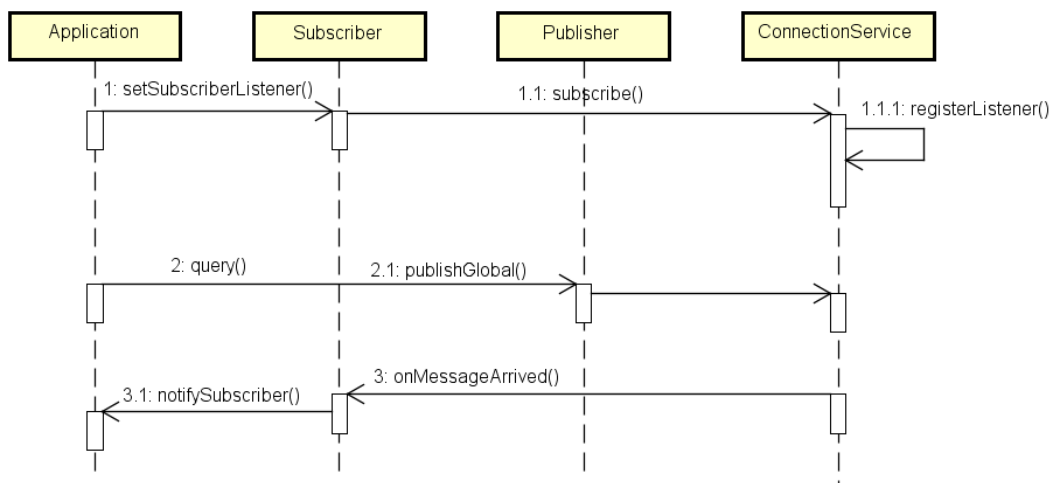 Application
Subscriber
Publisher
ConnectionService
1: setSubscriberListener()
1.1: subscribe()
1.1.1: registerListener()
2: query()
2.1: publishGlobal()
3: onMessageArrived()
3.1: notifySubscriber()